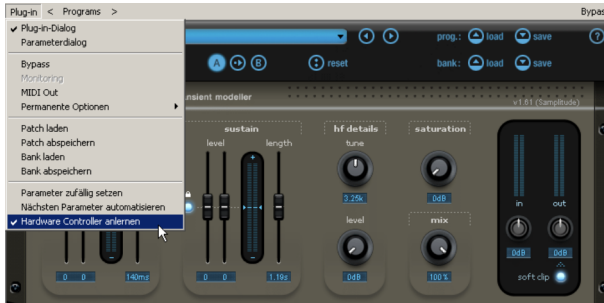 Plug-in < Programs >
Bypas
Plug-in-Dialog
Parameterdialog
Bypass
Monitoring
MIDI Out
Permanente Optionen
Patch laden
Patch abspeichern
Bank laden
Bank abspeichern
Parameter zufällig setzen
Nächsten Parameter automatisieren
Hardware Controller anlernen
prog.: load save ?
A B reset bank: load save
ansient modeller
v1.61 (Samplitude)
sustain
level length
hf details
tune
3.25k
level
0dB
saturation
0dB
mix
100%
in out
0dB 0dB
soft clip
0 0 140ms
0 0 1.19s